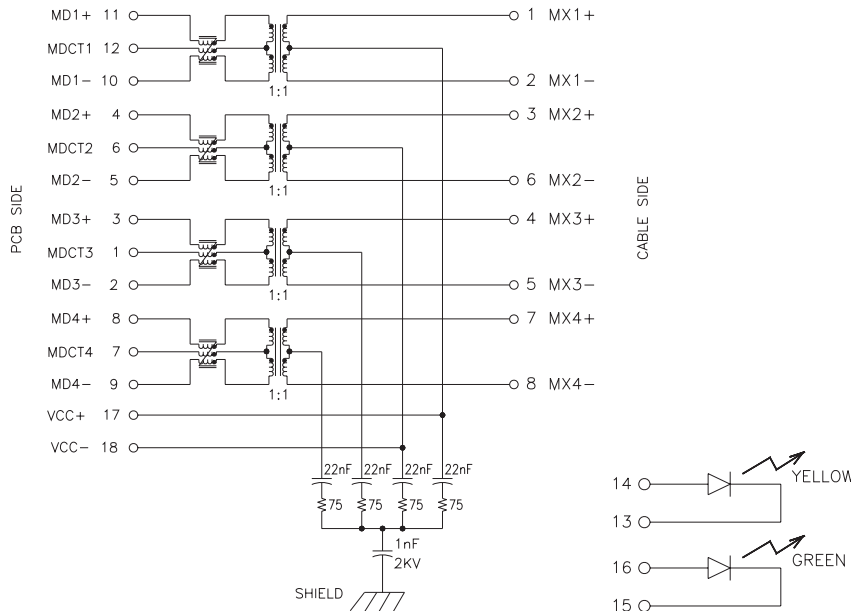 MD1+ 11 1 MX1+
MDCT1 12
MD1- 10 2 MX1-
1:1
MD2+ 4 3 MX2+
MDCT2 6
MD2- 5 6 MX2-
1:1
PCB SIDE
CABLE SIDE
MD3+ 3 4 MX3+
MDCT3 1
MD3- 2 5 MX3-
1:1
MD4+ 8 7 MX4+
MDCT4 7
MD4- 9 8 MX4-
1:1
VCC+ 17
VCC- 18
22nF 22nF 22nF 22nF
75 75 75 75
1nF
2KV
SHIELD
14 YELLOW
13
16 GREEN
15